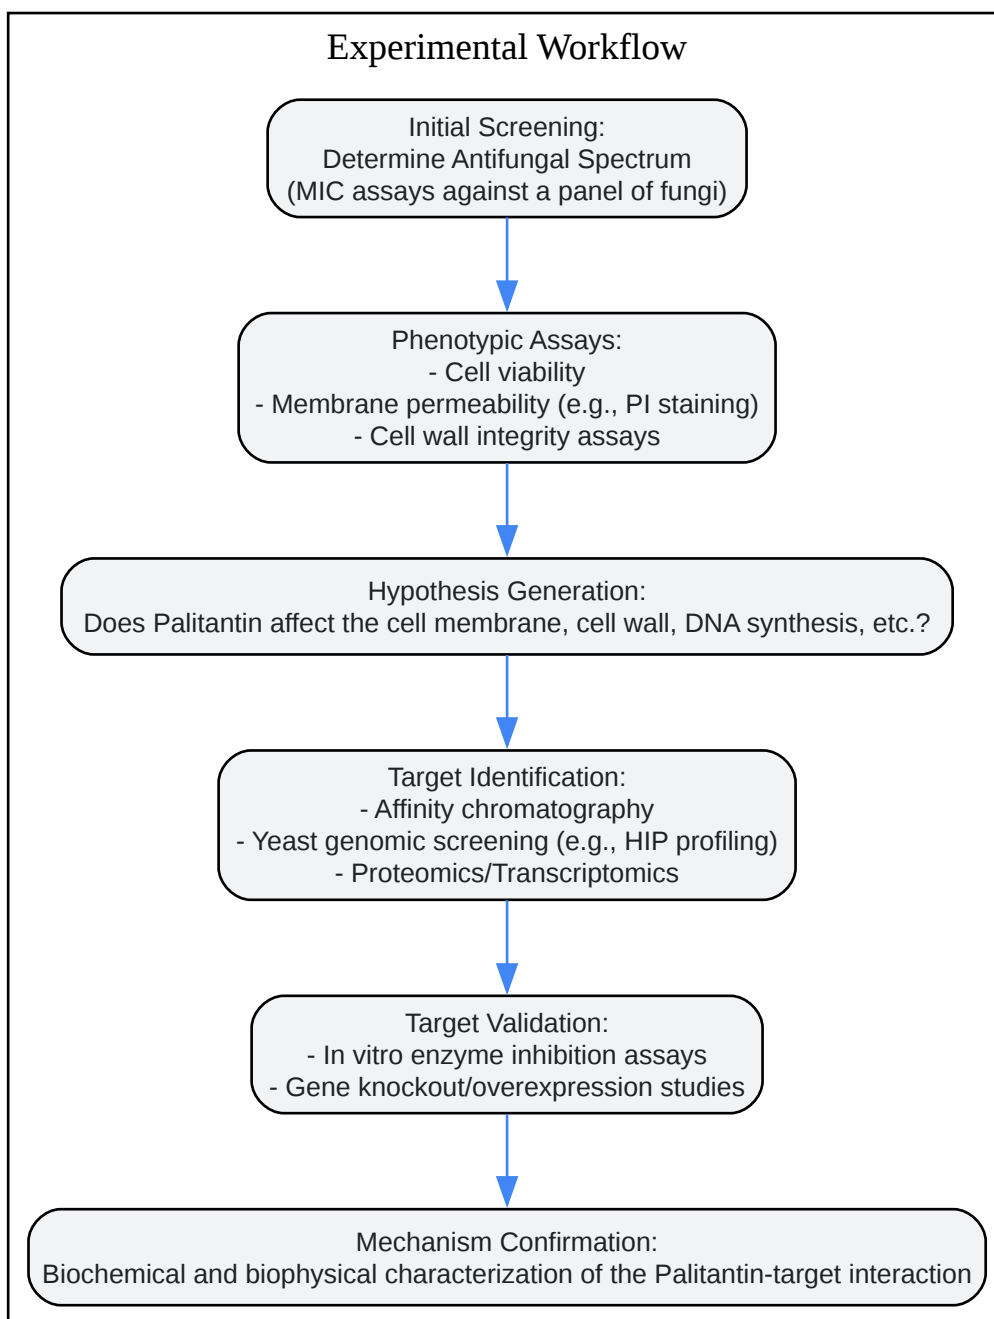 Experimental Workflow
Initial Screening:
Determine Antifungal Spectrum
(MIC assays against a panel of fungi)
Phenotypic Assays:
- Cell viability
- Membrane permeability (e.g., PI staining)
- Cell wall integrity assays
Hypothesis Generation:
Does Palitantin affect the cell membrane, cell wall, DNA synthesis, etc.?
Target Identification:
- Affinity chromatography
- Yeast genomic screening (e.g., HIP profiling)
- Proteomics/Transcriptomics
Target Validation:
- In vitro enzyme inhibition assays
- Gene knockout/overexpression studies
Mechanism Confirmation:
Biochemical and biophysical characterization of the Palitantin-target interaction